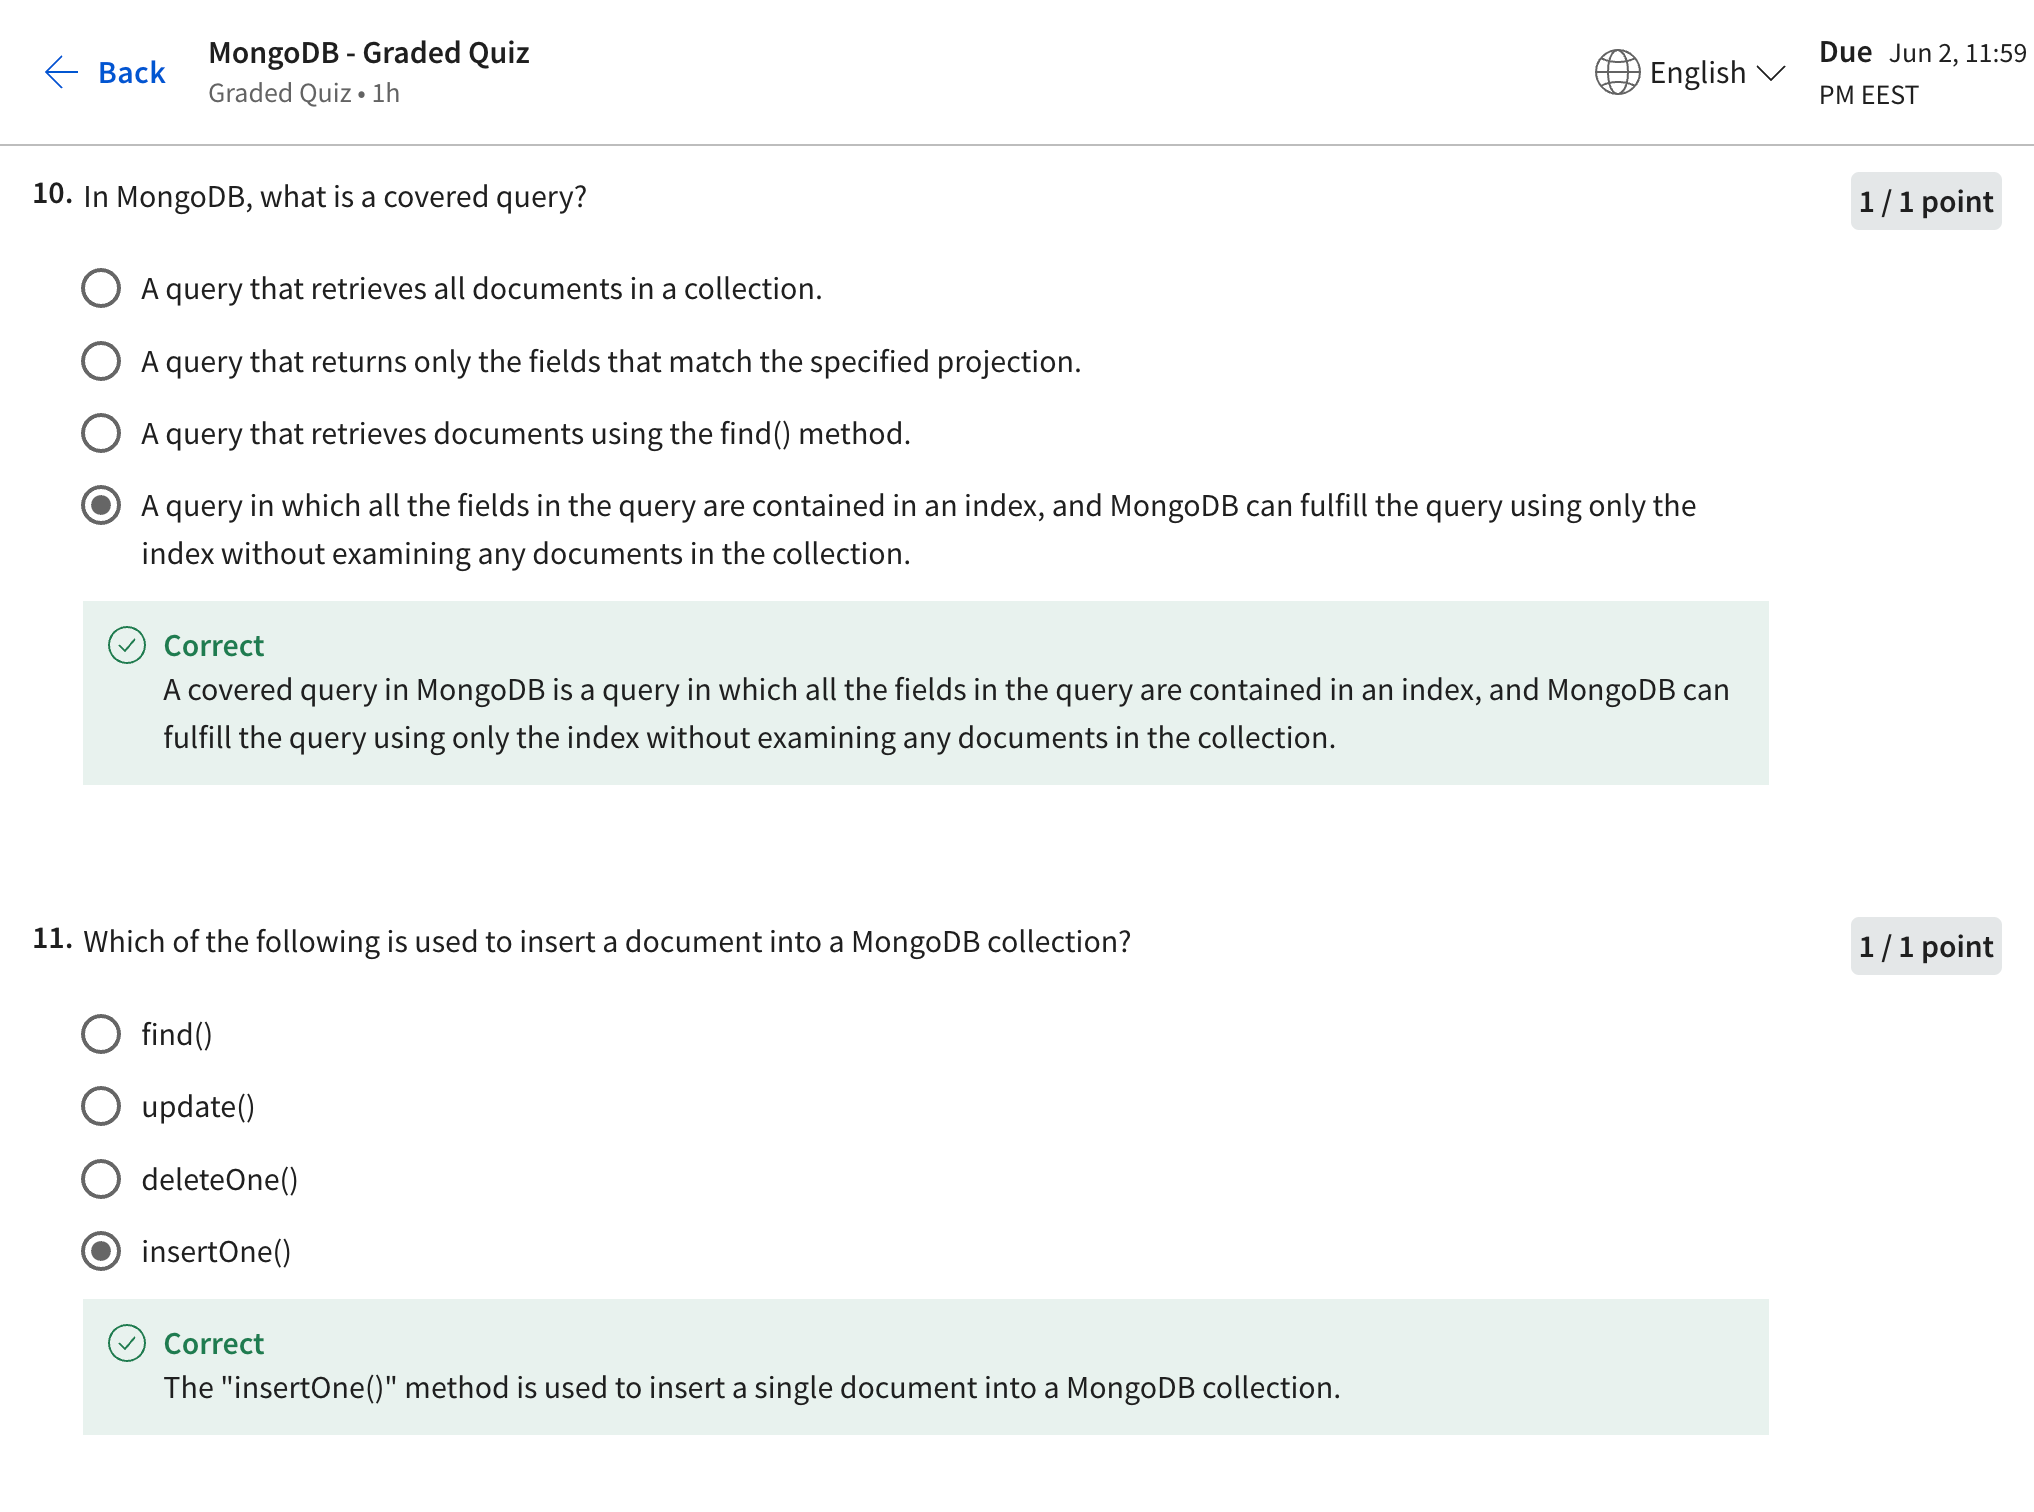 Back
MongoDB - Graded Quiz
Graded Quiz • 1h
English
Due Jun 2, 11:59
PM EEST
10. In MongoDB, what is a covered query?
1 / 1 point
A query that retrieves all documents in a collection.
A query that returns only the fields that match the specified projection.
A query that retrieves documents using the find() method.
A query in which all the fields in the query are contained in an index, and MongoDB can fulfill the query using only the
index without examining any documents in the collection.
Correct
A covered query in MongoDB is a query in which all the fields in the query are contained in an index, and MongoDB can
fulfill the query using only the index without examining any documents in the collection.
11. Which of the following is used to insert a document into a MongoDB collection?
1 / 1 point
find()
update()
deleteOne()
insertOne()
Correct
The "insertOne()" method is used to insert a single document into a MongoDB collection.